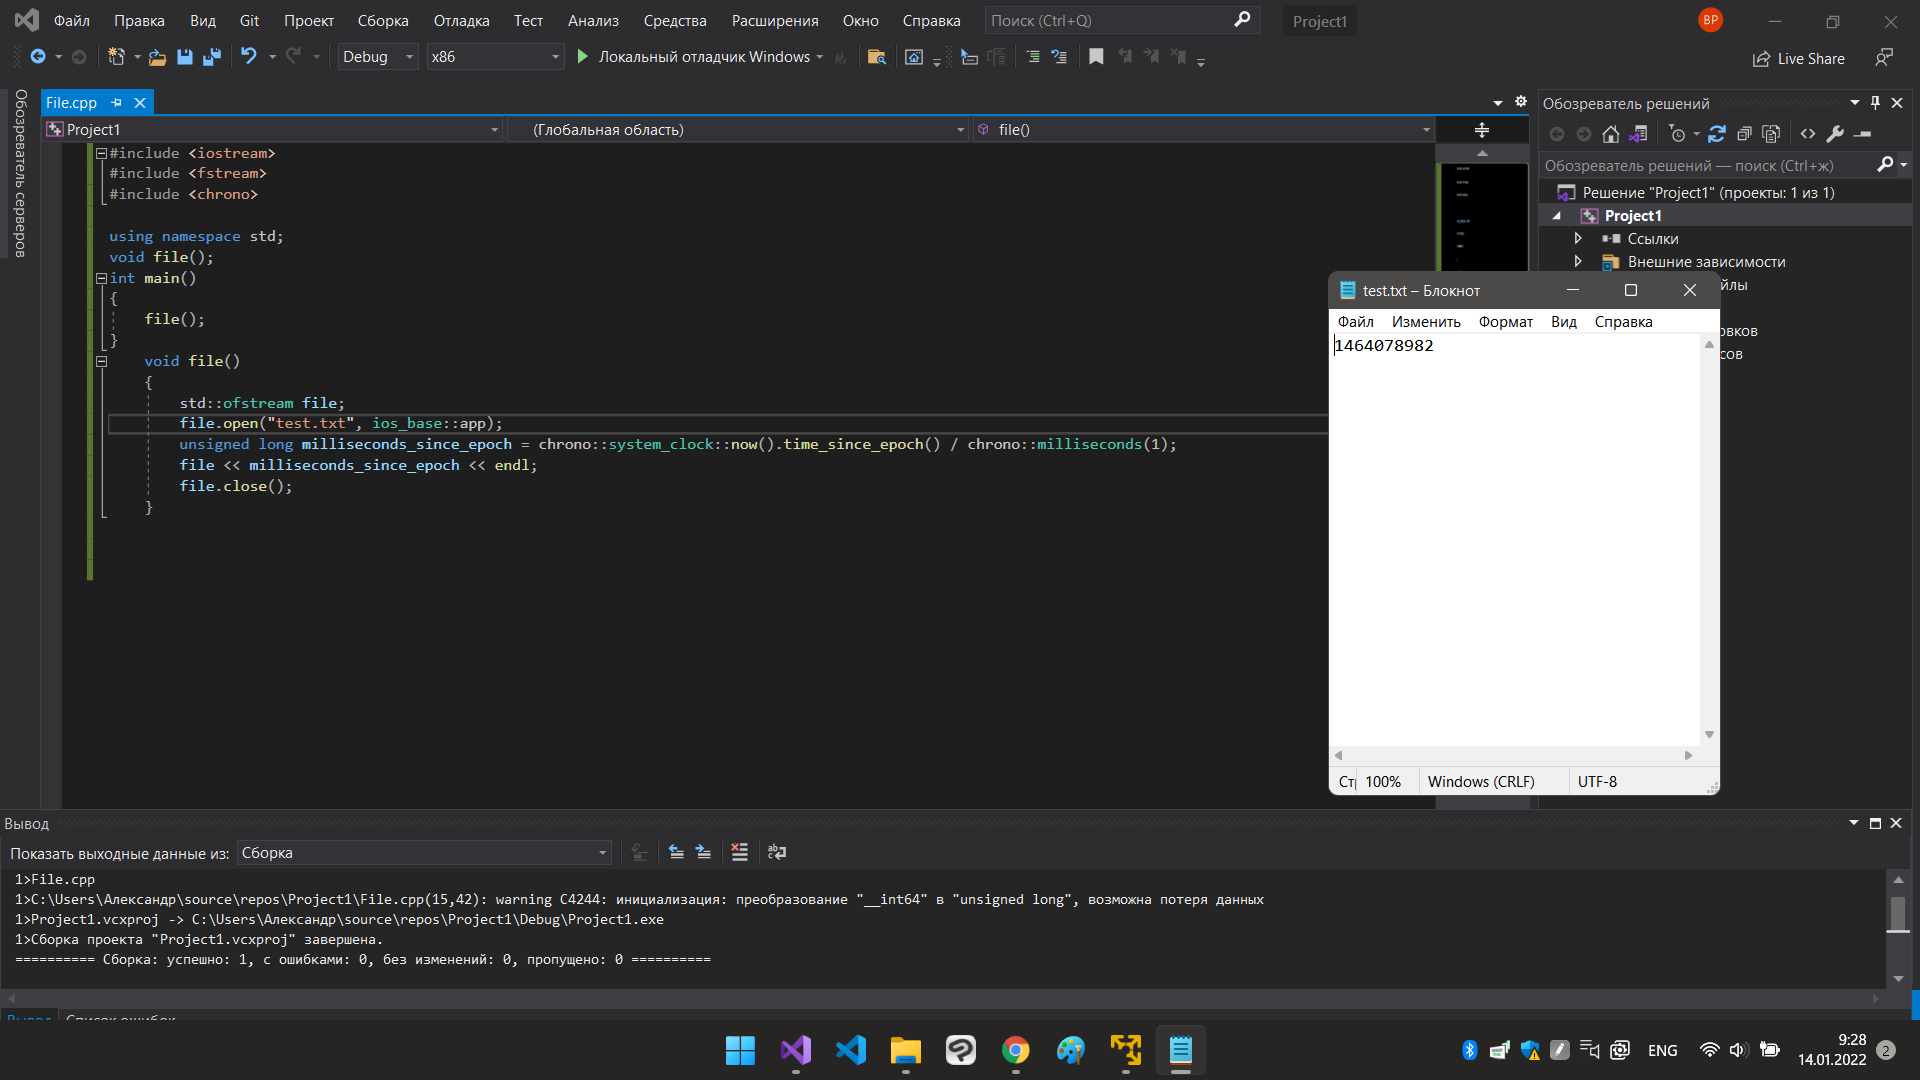 Файл Правка Вид Git Проект Сборка Отладка Тест Анализ Средства Расширения Окно Справка Поиск (Ctrl+Q) Project1 BP
Debug x86 Локальный отладчик Windows Live Share
Обозреватель серверов
File.cpp
Project1 (Глобальная область) file()
#include <iostream>
#include <fstream>
#include <chrono>
using namespace std;
void file();
int main()
{
file();
}
void file()
{
std::ofstream file;
file.open("test.txt", ios_base::app);
unsigned long milliseconds_since_epoch = chrono::system_clock::now().time_since_epoch() / chrono::milliseconds(1);
file << milliseconds_since_epoch << endl;
file.close();
}
Обозреватель решений
Обозреватель решений — поиск (Ctrl+ж)
Решение "Project1" (проекты: 1 из 1)
Project1
Ссылки
Внешние зависимости
йлы
овков
сов
test.txt – Блокнот
Файл Изменить Формат Вид Справка
1464078982
Ст 100% Windows (CRLF) UTF-8
Вывод
Показать выходные данные из: Сборка
1>File.cpp
1>C:\Users\Александр\source\repos\Project1\File.cpp(15,42): warning C4244: инициализация: преобразование "__int64" в "unsigned long", возможна потеря данных
1>Project1.vcxproj -> C:\Users\Александр\source\repos\Project1\Debug\Project1.exe
1>Сборка проекта "Project1.vcxproj" завершена.
========== Сборка: успешно: 1, с ошибками: 0, без изменений: 0, пропущено: 0 ==========
Вывод Список ошибок
ENG 9:28
14.01.2022 2